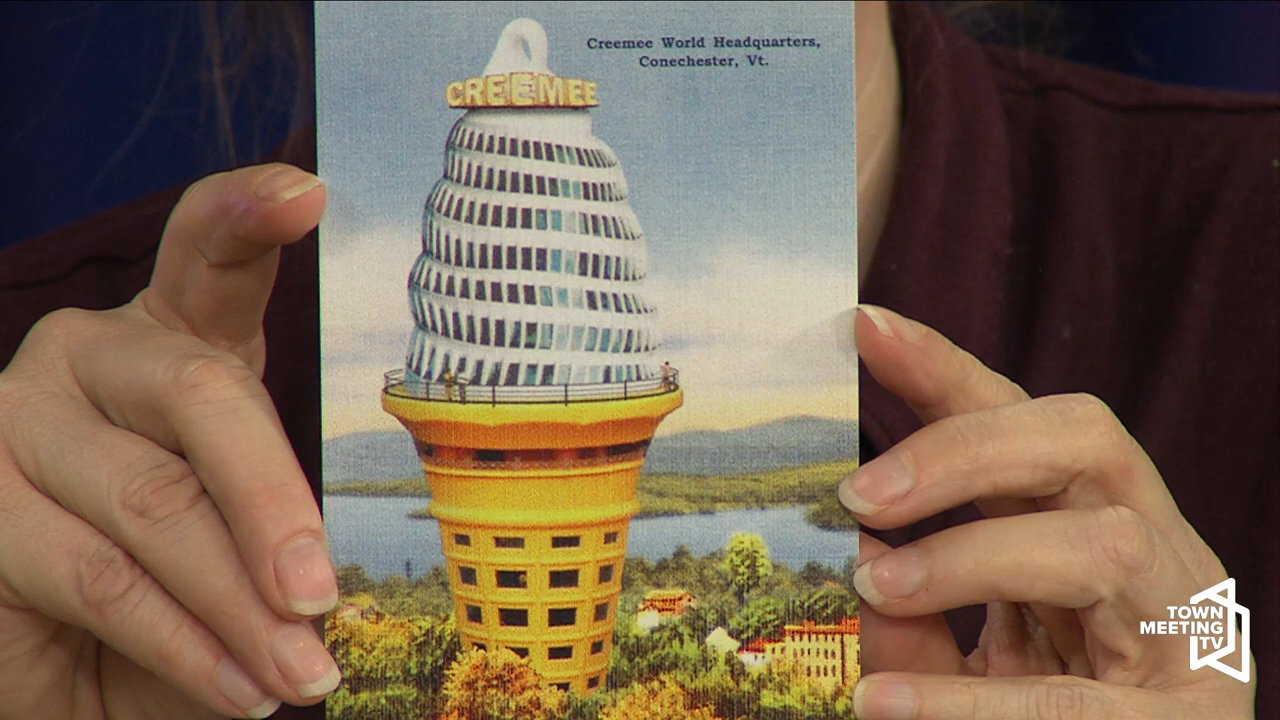 Creemee World Headquarters,
Conechester, Vt.
CREEMEE
TOWN
MEETING
TV